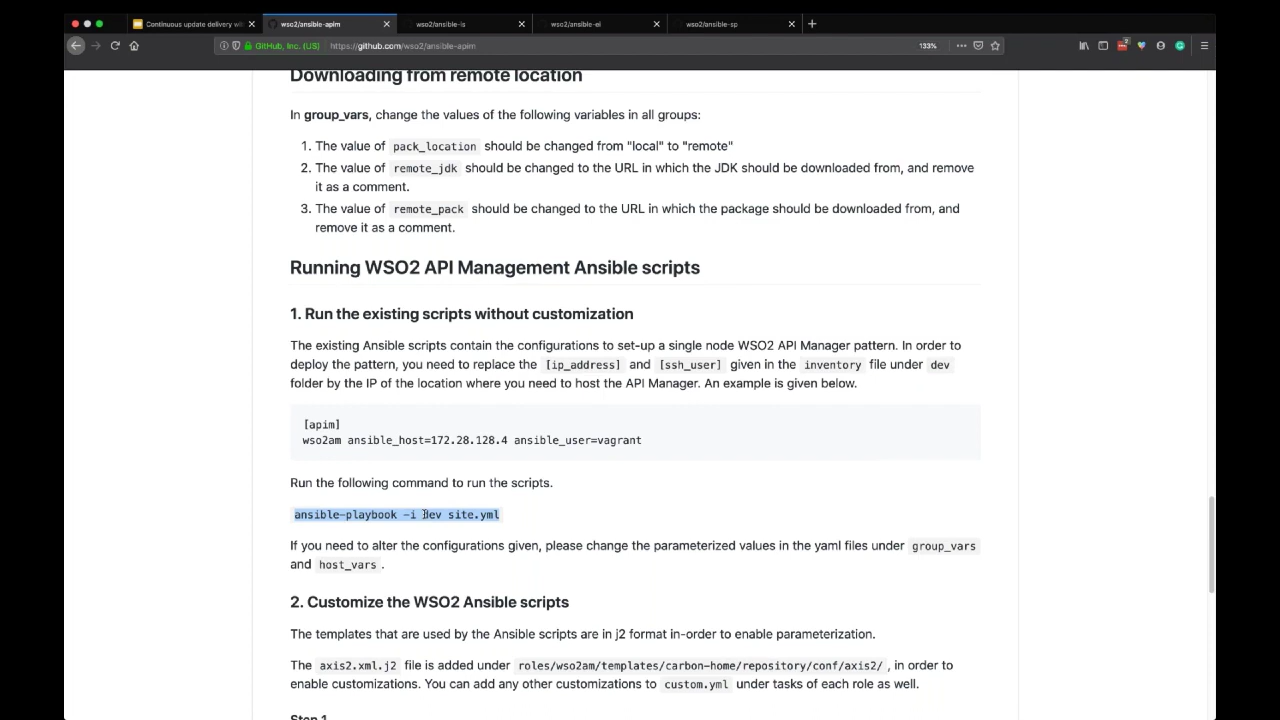 Continuous update delivery wi
wso2/ansible-apim
wso2/ansible-is
wso2/ansible-ei
wso2/ansible-sp
GitHub, Inc. (US)
https://github.com/wso2/ansible-apim
133%
Downloading from remote location
In group_vars, change the values of the following variables in all groups:
1. The value of pack_location should be changed from "local" to "remote"
2. The value of remote_jdk should be changed to the URL in which the JDK should be downloaded from, and remove
it as a comment.
3. The value of remote_pack should be changed to the URL in which the package should be downloaded from, and
remove it as a comment.
Running WSO2 API Management Ansible scripts
1. Run the existing scripts without customization
The existing Ansible scripts contain the configurations to set-up a single node WSO2 API Manager pattern. In order to
deploy the pattern, you need to replace the [ip_address] and [ssh_user] given in the inventory file under dev
folder by the IP of the location where you need to host the API Manager. An example is given below.
[apim]
wso2am ansible_host=172.28.128.4 ansible_user=vagrant
Run the following command to run the scripts.
ansible-playbook -i dev site.yml
If you need to alter the configurations given, please change the parameterized values in the yaml files under group_vars
and host_vars .
2. Customize the WSO2 Ansible scripts
The templates that are used by the Ansible scripts are in j2 format in-order to enable parameterization.
The axis2.xml.j2 file is added under roles/wso2am/templates/carbon-home/repository/conf/axis2/ , in order to
enable customizations. You can add any other customizations to custom.yml under tasks of each role as well.
Step 1